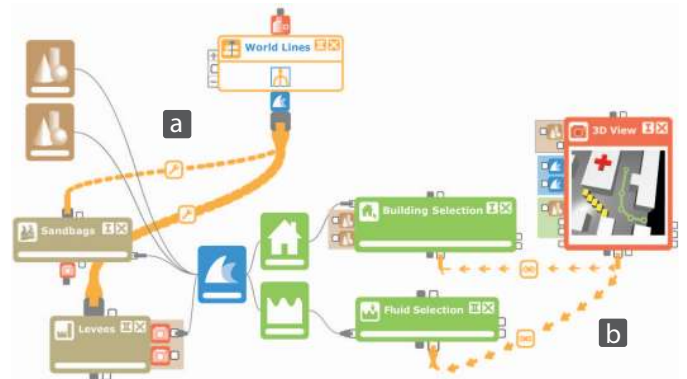 World Lines
a
3D View
Building Selection
Sandbags
Fluid Selection
Levees
b